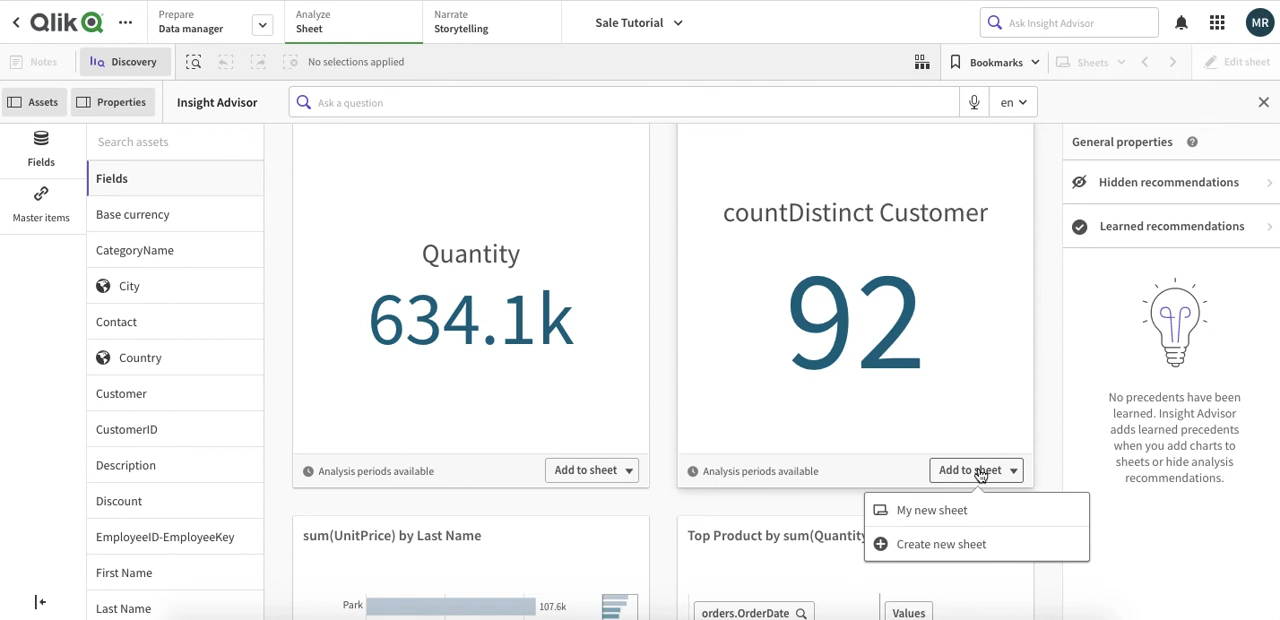 Qlik
Prepare
Data manager
Analyze
Sheet
Narrate
Storytelling
Sale Tutorial
Ask Insight Advisor
MR
Notes
Discovery
No selections applied
Bookmarks
Sheets
Edit sheet
Assets
Properties
Insight Advisor
Ask a question
en
Fields
Master items
Search assets
Fields
Base currency
CategoryName
City
Contact
Country
Customer
CustomerID
Description
Discount
EmployeeID-EmployeeKey
First Name
Last Name
Quantity
634.1k
Analysis periods available
Add to sheet
countDistinct Customer
92
Analysis periods available
Add to sheet
My new sheet
Create new sheet
sum(UnitPrice) by Last Name
Park
107.6k
Top Product by sum(Quantity
orders.OrderDate
Values
General properties
Hidden recommendations
Learned recommendations
No precedents have been
learned. Insight Advisor
adds learned precedents
when you add charts to
sheets or hide analysis
recommendations.